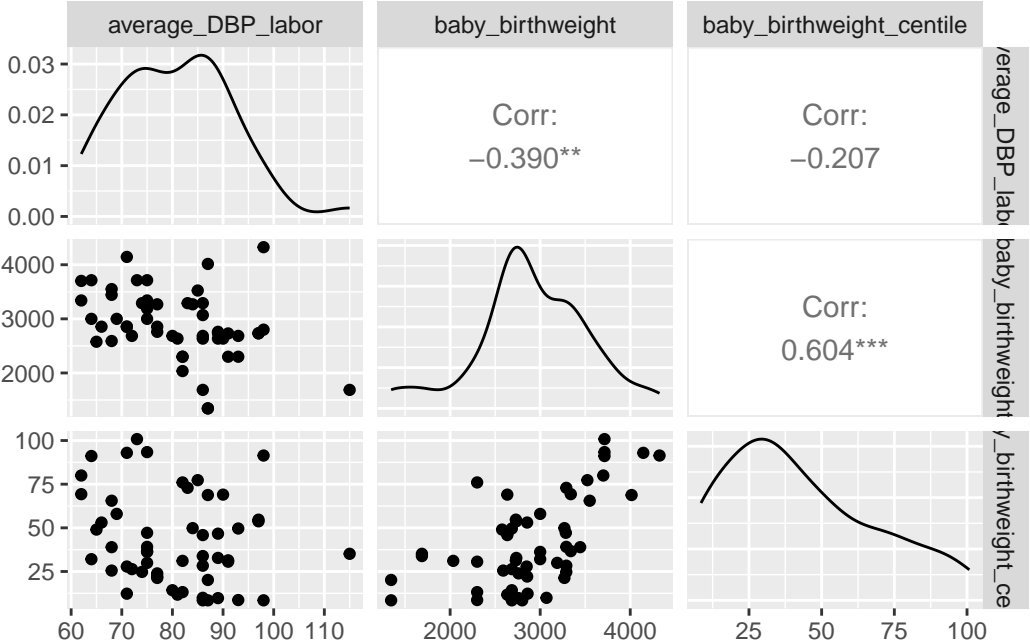 average_DBP_labor baby_birthweight baby_birthweight_centile
0.03
0.02
0.01
0.00
Corr:
−0.390**
Corr:
−0.207
verage_DBP_labo
4000
3000
2000
Corr:
0.604***
baby_birthweight
100
75
50
25
y_birthweight_ce
60 70 80 90 100 110
2000 3000 4000
25 50 75 100